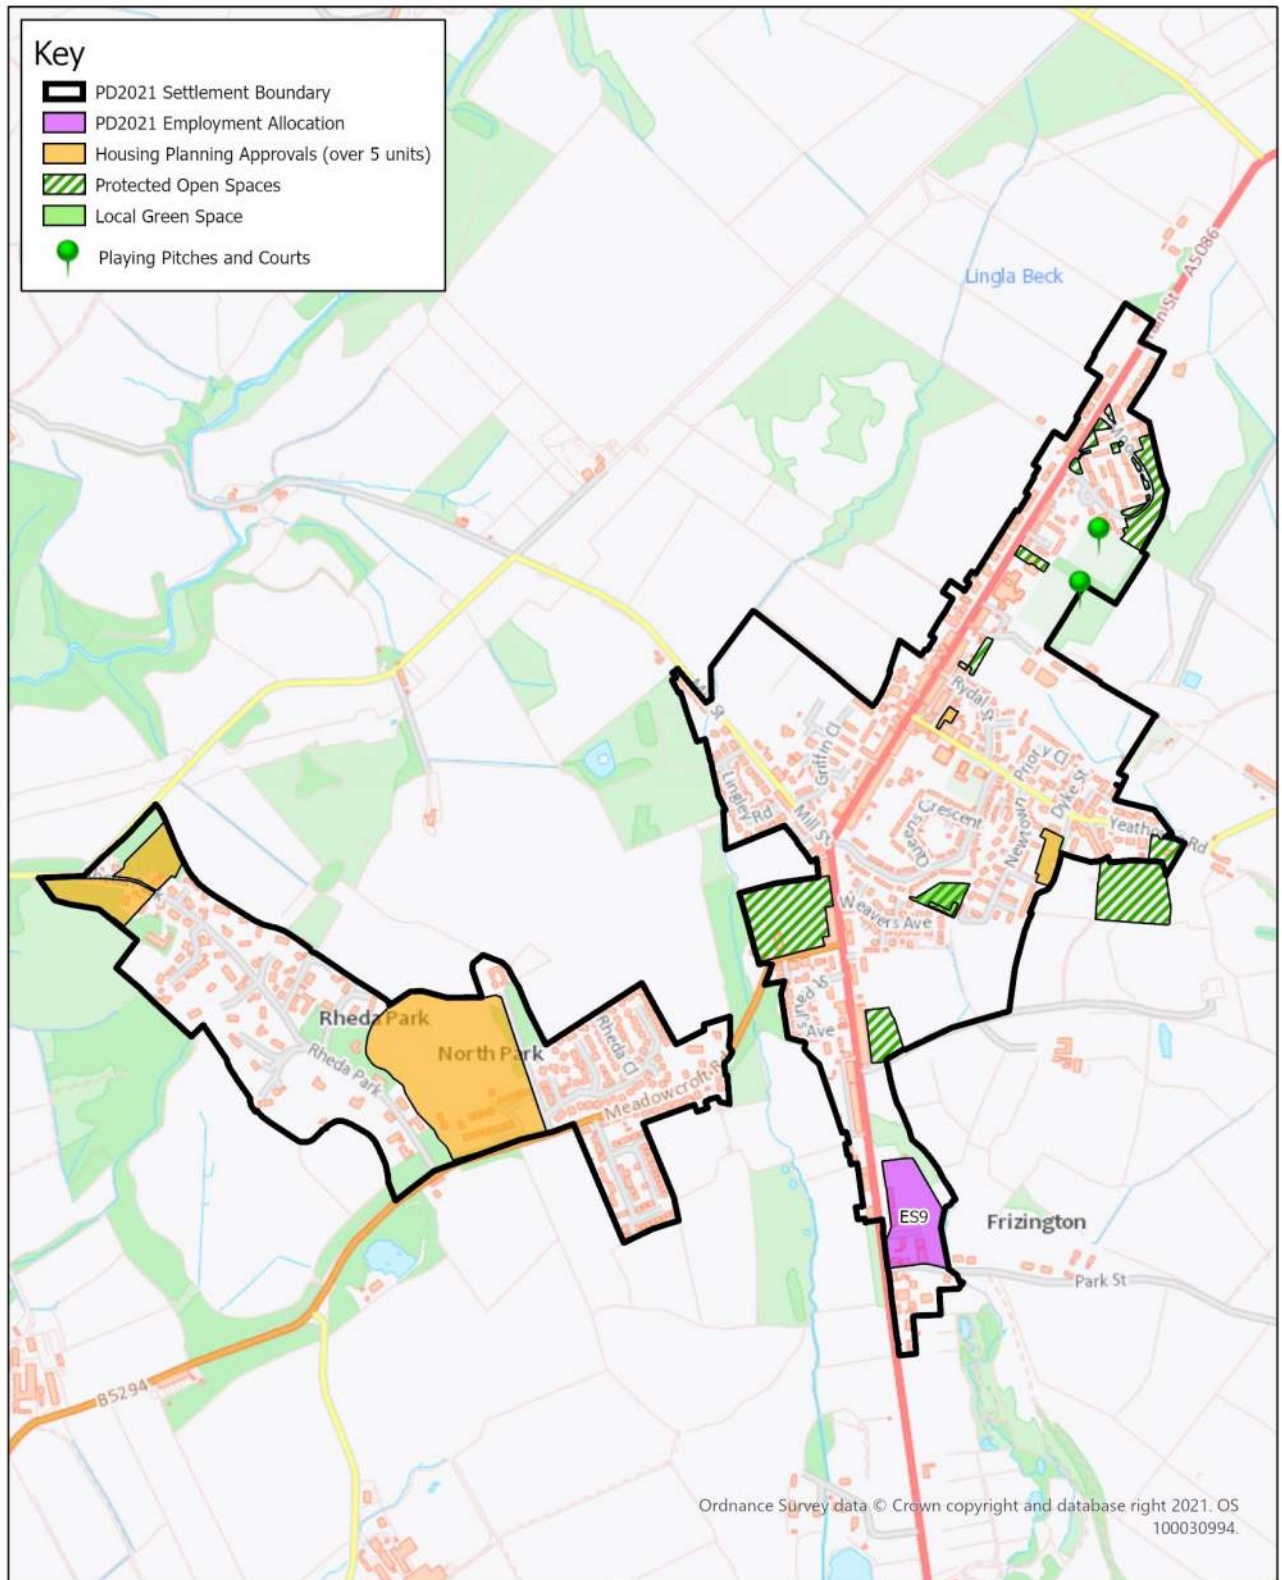 Key
PD2021 Settlement Boundary
PD2021 Employment Allocation
Housing Planning Approvals (over 5 units)
Protected Open Spaces
Local Green Space
Playing Pitches and Courts
Lingla Beck
A5086
St
Rydal St
Griffin Cl
Priory Cl
Dyke St
Lingley Rd
Mill St
Queens Crescent
Newtown
Rd
Weavers Ave
St Paul's
Ave
Rheda Park
North Park
Rheda Cl
Rheda Park
Meadowcroft
ES9
Frizington
Park St
B5294
Ordnance Survey data © Crown copyright and database right 2021. OS
100030994.